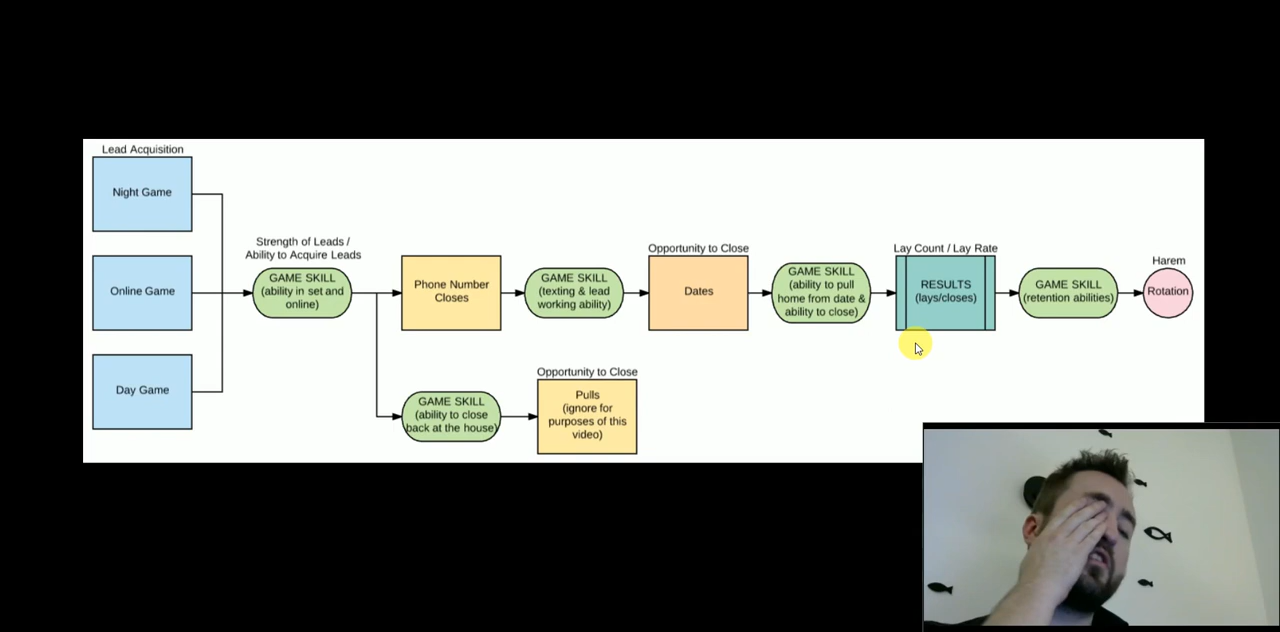 Lead Acquisition
Night Game
Online Game
Day Game
Strength of Leads /
Ability to Acquire Leads
GAME SKILL
(ability in set and
online)
Phone Number
Closes
GAME SKILL
(texting & lead
working ability)
Opportunity to Close
Dates
GAME SKILL
(ability to pull
home from date &
ability to close)
Lay Count / Lay Rate
RESULTS
(lays/closes)
GAME SKILL
(retention abilities)
Harem
Rotation
GAME SKILL
(ability to close
back at the house)
Opportunity to Close
Pulls
(ignore for
purposes of this
video)